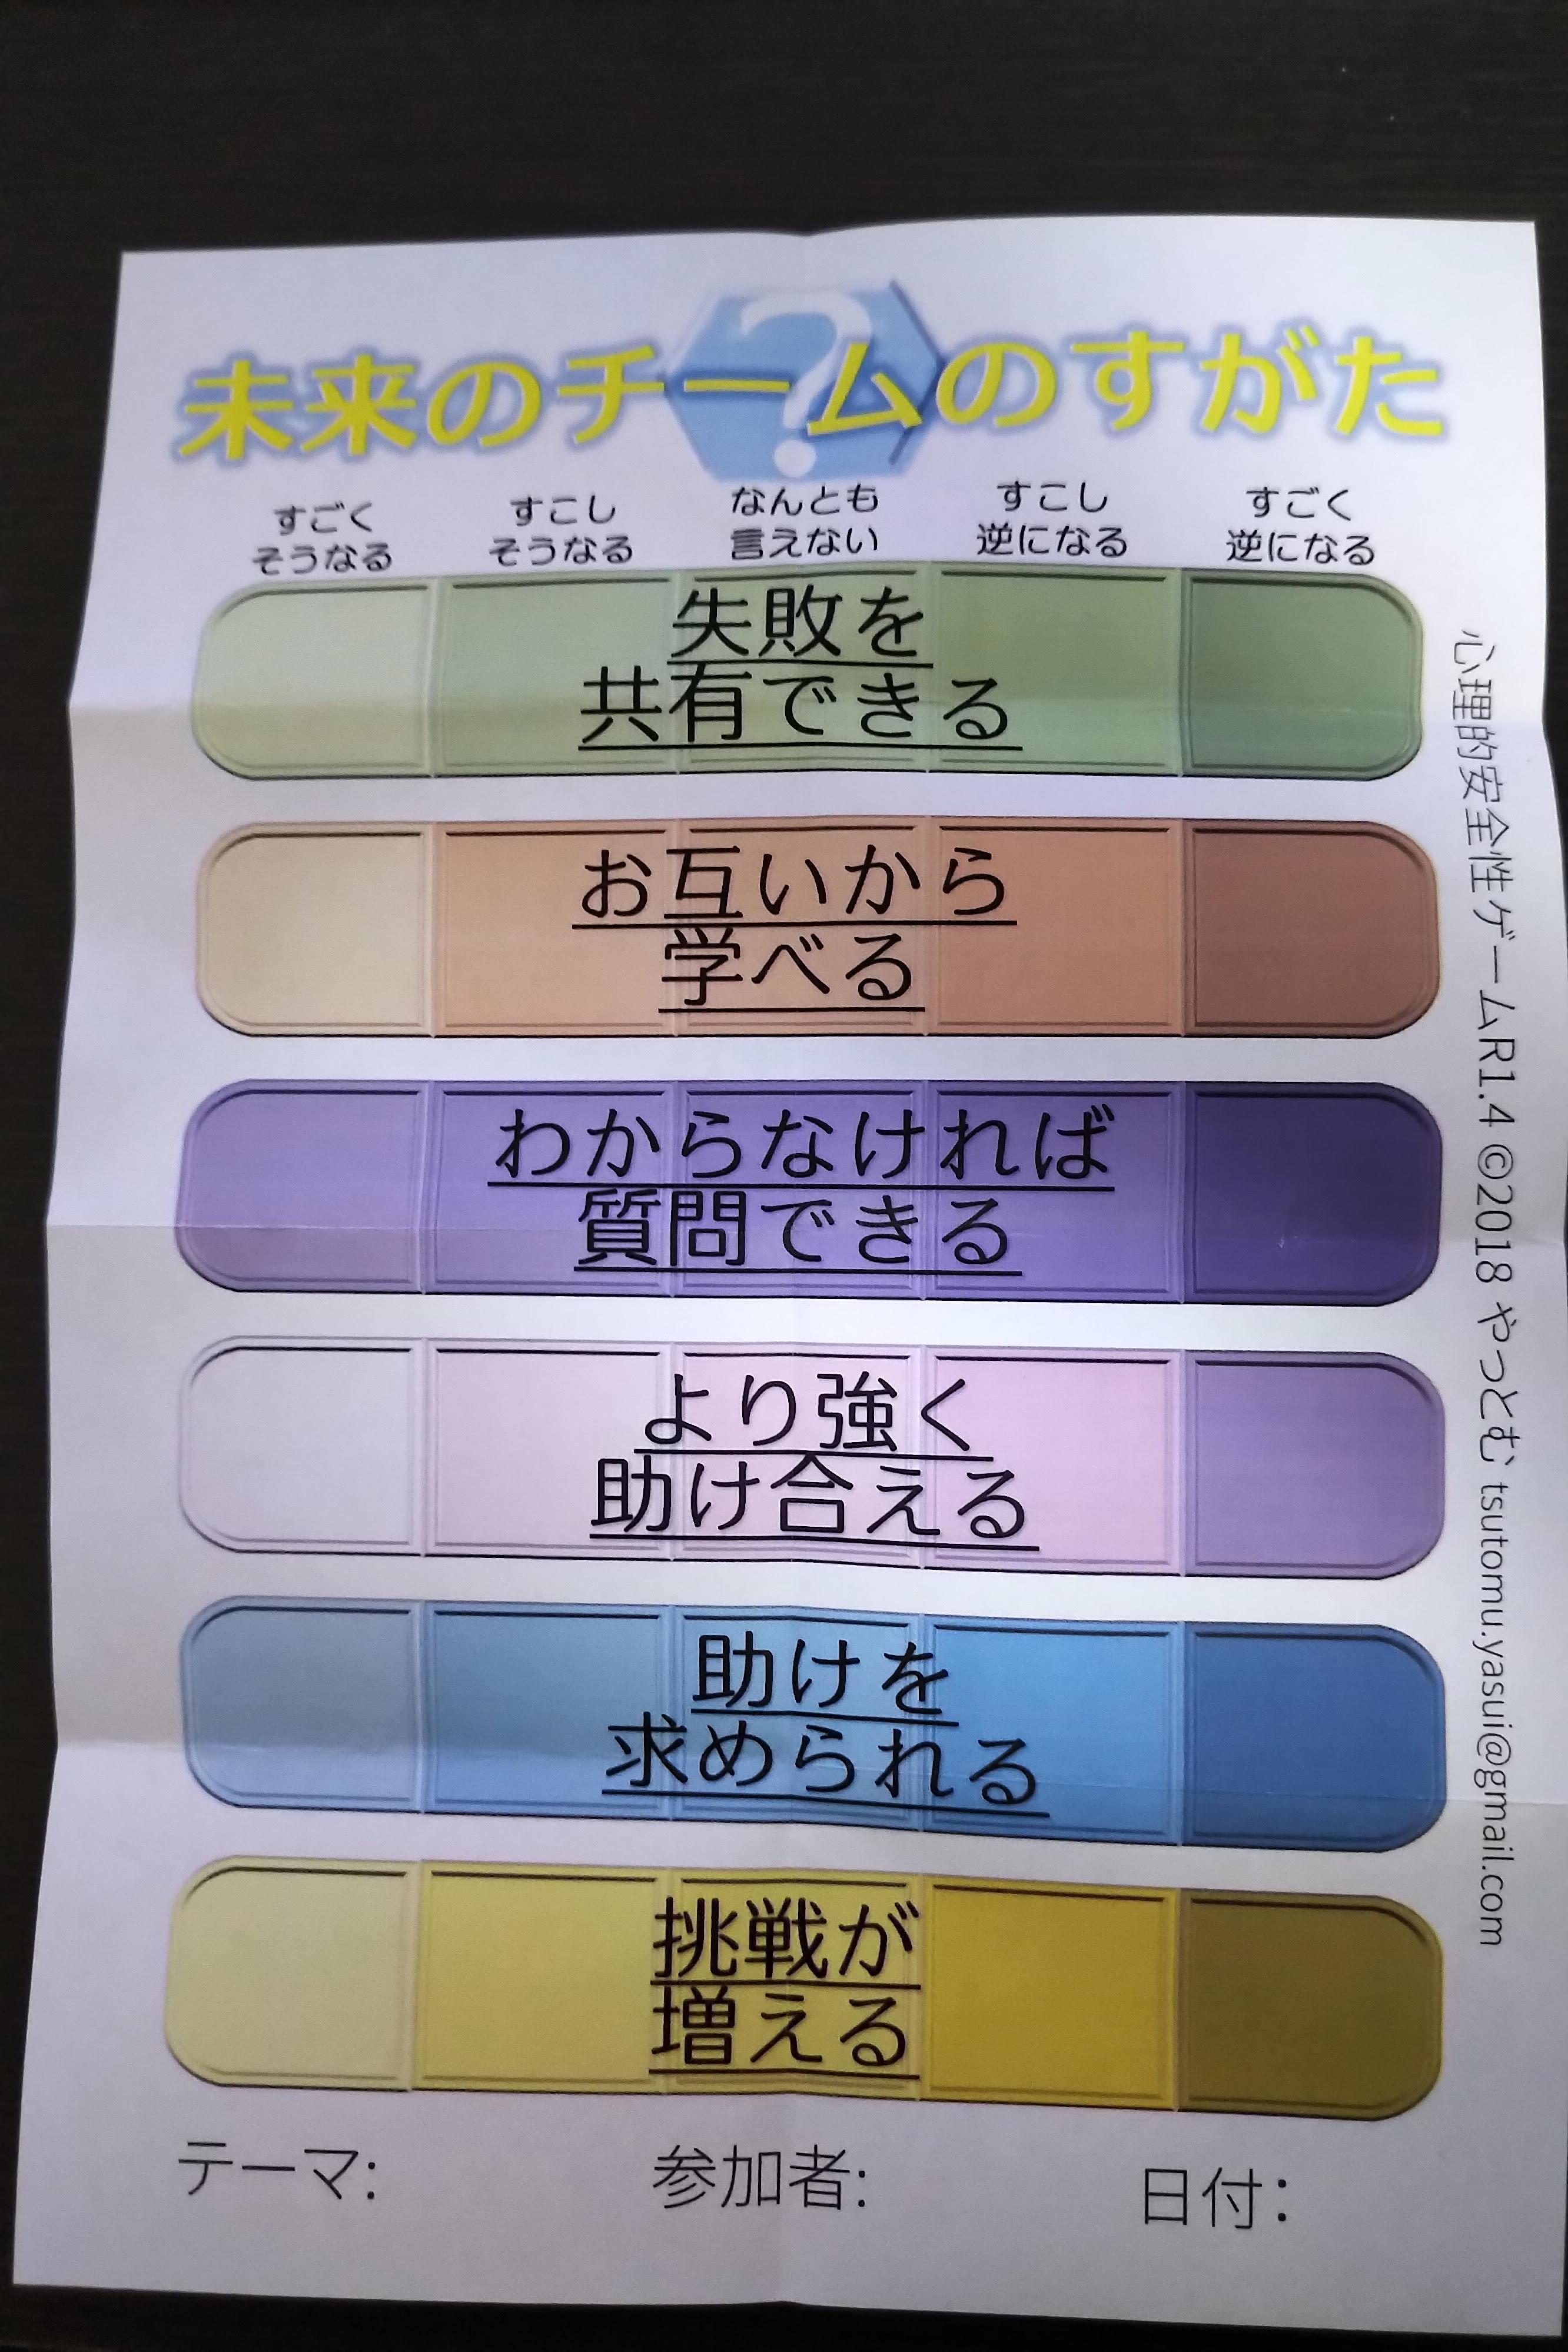 未来のチームのすがた
すごく
そうなる
すこし
そうなる
なんとも
言えない
すこし
逆になる
すごく
逆になる
失敗を
共有できる
お互いから
学べる
わからなければ
質問できる
より強く
助け合える
助けを
求められる
挑戦が
増える
テーマ:
参加者:
日付:
心理的安全性ゲームR1.4 ©2018 やっとむ tsutomu.yasui@gmail.com